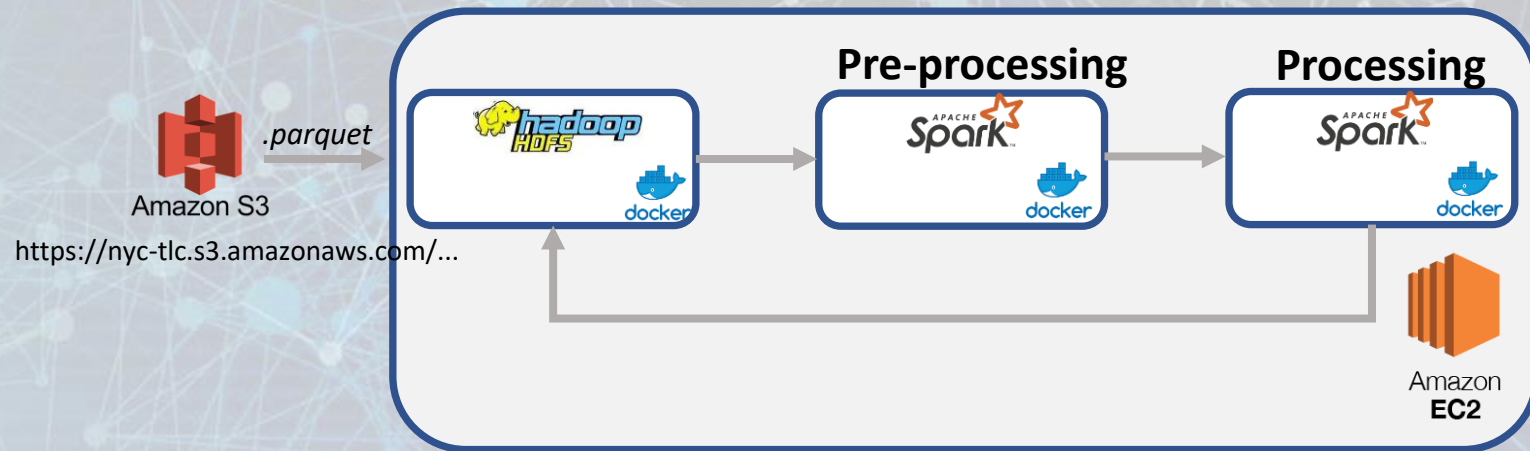 Pre-processing
Processing
hadoop
HDFS
APACHE
Spark
APACHE
Spark
.parquet
docker
docker
docker
Amazon S3
https://nyc-tlc.s3.amazonaws.com/...
Amazon
EC2